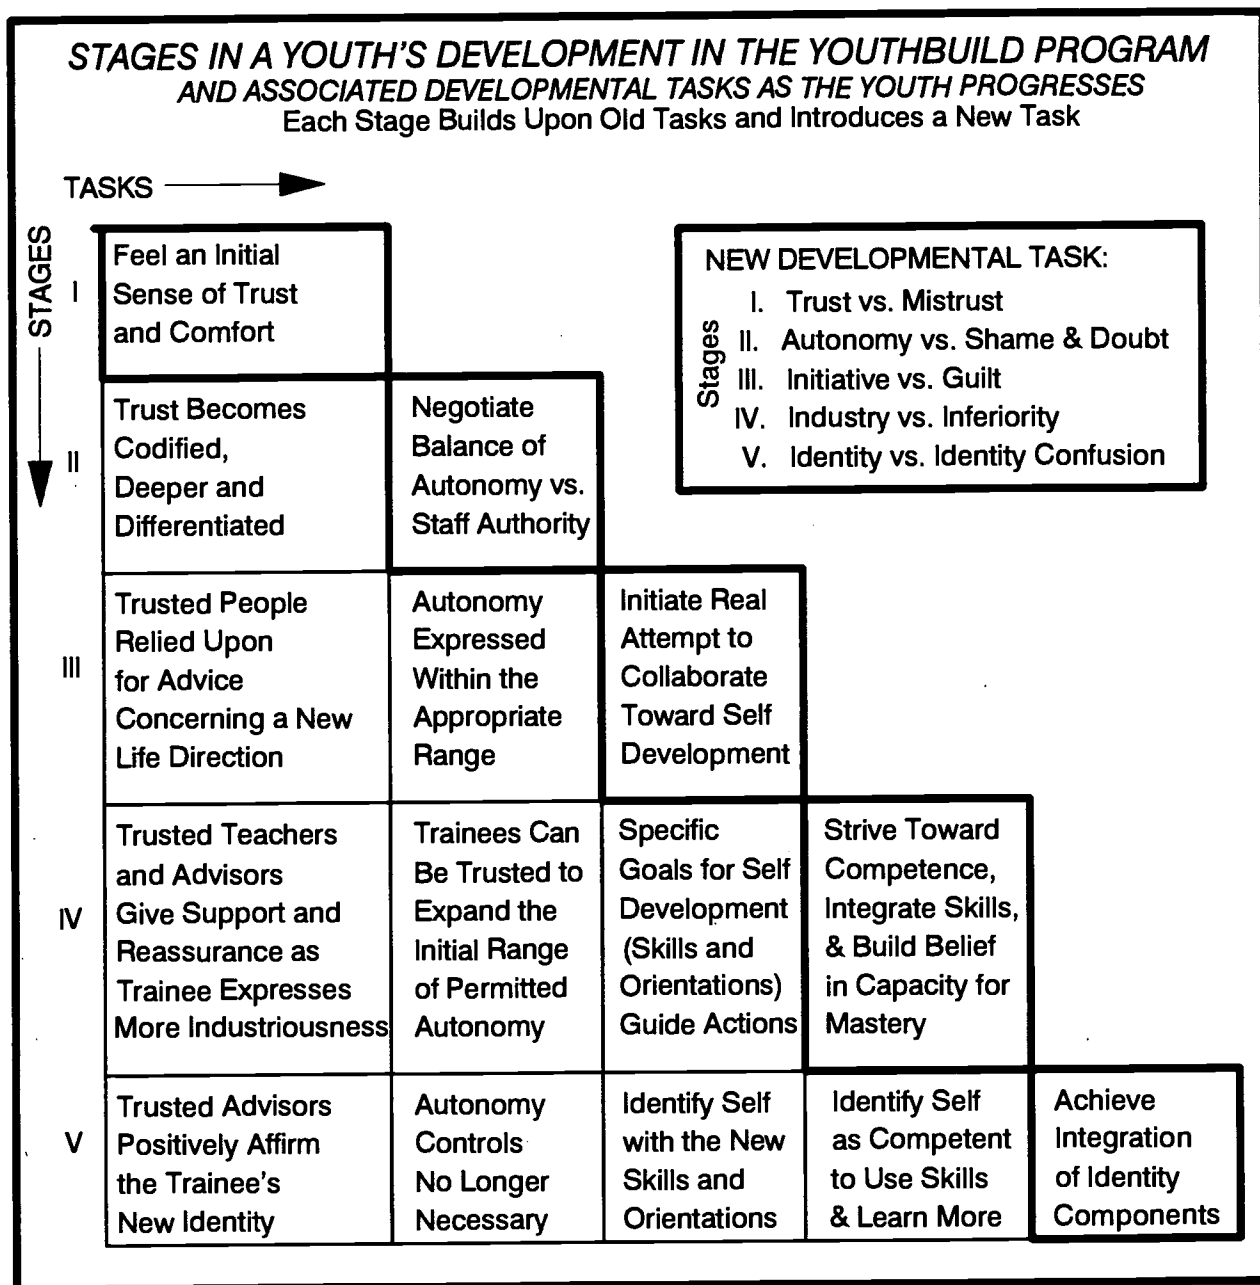 STAGES IN A YOUTH'S DEVELOPMENT IN THE YOUTHBUILD PROGRAM
AND ASSOCIATED DEVELOPMENTAL TASKS AS THE YOUTH PROGRESSES
Each Stage Builds Upon Old Tasks and Introduces a New Task
TASKS
STAGES
I
Feel an Initial
Sense of Trust
and Comfort
NEW DEVELOPMENTAL TASK:
Stages
I. Trust vs. Mistrust
II. Autonomy vs. Shame & Doubt
III. Initiative vs. Guilt
IV. Industry vs. Inferiority
V. Identity vs. Identity Confusion
II
Trust Becomes
Codified,
Deeper and
Differentiated
Negotiate
Balance of
Autonomy vs.
Staff Authority
III
Trusted People
Relied Upon
for Advice
Concerning a New
Life Direction
Autonomy
Expressed
Within the
Appropriate
Range
Initiate Real
Attempt to
Collaborate
Toward Self
Development
IV
Trusted Teachers
and Advisors
Give Support and
Reassurance as
Trainee Expresses
More Industriousness
Trainees Can
Be Trusted to
Expand the
Initial Range
of Permitted
Autonomy
Specific
Goals for Self
Development
(Skills and
Orientations)
Guide Actions
Strive Toward
Competence,
Integrate Skills,
& Build Belief
in Capacity for
Mastery
V
Trusted Advisors
Positively Affirm
the Trainee's
New Identity
Autonomy
Controls
No Longer
Necessary
Identify Self
with the New
Skills and
Orientations
Identify Self
as Competent
to Use Skills
& Learn More
Achieve
Integration
of Identity
Components